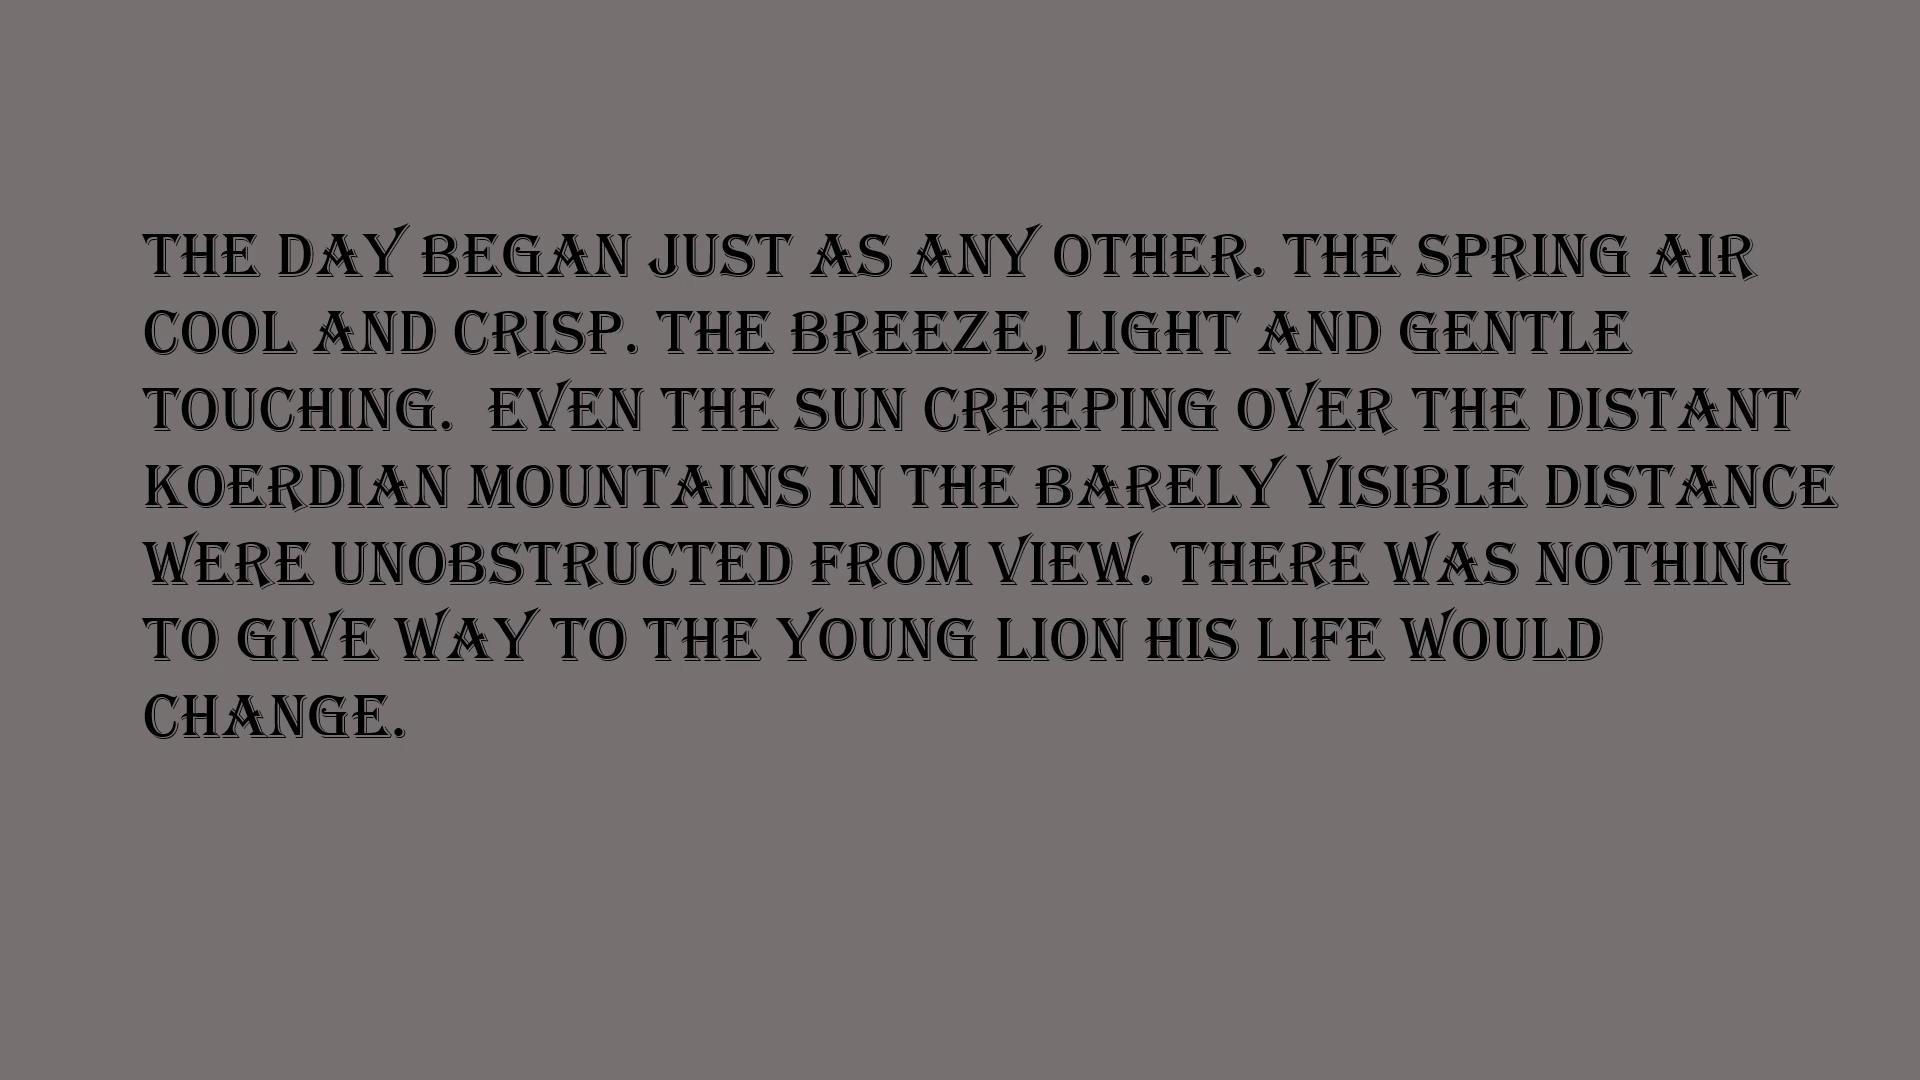 THE DAY BEGAN JUST AS ANY OTHER. THE SPRING AIR
COOL AND CRISP. THE BREEZE, LIGHT AND GENTLE
TOUCHING.  EVEN THE SUN CREEPING OVER THE DISTANT
KOERDIAN MOUNTAINS IN THE BARELY VISIBLE DISTANCE
WERE UNOBSTRUCTED FROM VIEW. THERE WAS NOTHING
TO GIVE WAY TO THE YOUNG LION HIS LIFE WOULD
CHANGE.